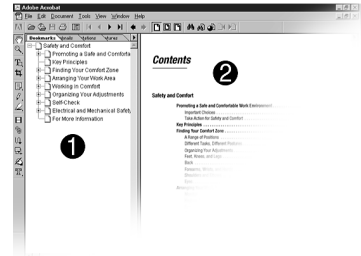 Adobe Acrobat
File Edit Document Tools View Window Help
Bookmarks
Safety and Comfort
Promoting a Safe and Comforta
Key Principles
Finding Your Comfort Zone
Arranging Your Work Area
Working in Comfort
Organizing Your Adjustments
Self-Check
Electrical and Mechanical Safet
For More Information
1
Contents
2
Safety and Comfort
Promoting a Safe and Comfortable Work Environment
Important Choices
Take Action for Safety and Comfort
Key Principles
Finding Your Comfort Zone
A Range of Positions
Different Tasks, Different Positions
Organizing Your Adjustments
Feet, Knees, and Legs
Back